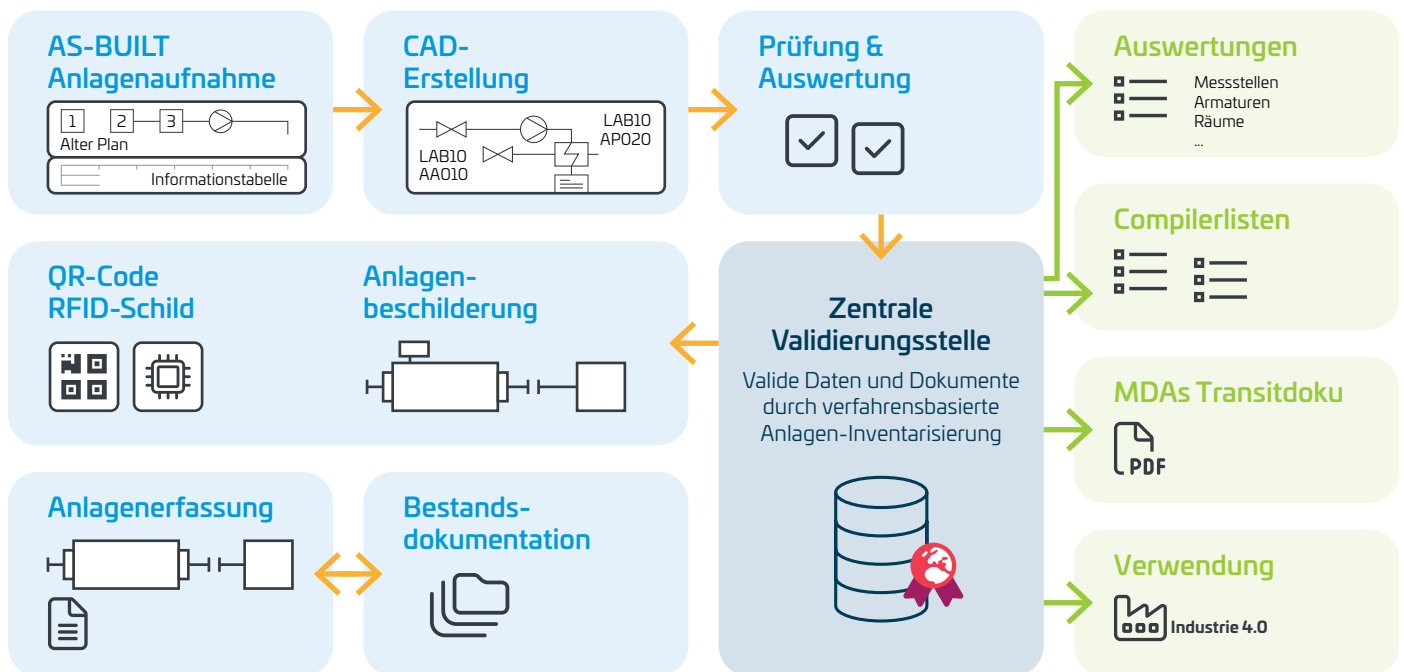 AS-BUILT
Anlagenaufnahme
1 2 3
Alter Plan
Informationstabelle
CAD-
Erstellung
LAB10
AP020
LAB10
AA010
Prüfung &
Auswertung
Auswertungen
Messstellen
Armaturen
Räume
...
Compilerlisten
QR-Code
RFID-Schild
Anlagen-
beschilderung
Zentrale
Validierungsstelle
Valide Daten und Dokumente
durch verfahrensbasierte
Anlagen-Inventarisierung
MDAs Transitdoku
PDF
Anlagenerfassung
Bestands-
dokumentation
Verwendung
Industrie 4.0